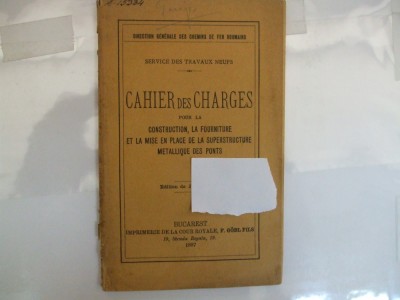 DIRECTION GÉNÉRALE DES CHEMINS DE FER ROUMAINS
SERVICE DES TRAVAUX NEUFS
CAHIER DES CHARGES
POUR LA
CONSTRUCTION, LA FOURNITURE
ET LA MISE EN PLACE DE LA SUPERSTRUCTURE
MÉTALLIQUE DES PONTS
Édition de
BUCAREST
IMPRIMERIE DE LA COUR ROYALE, F. GÖBL FILS
19, Strada Regala, 19.